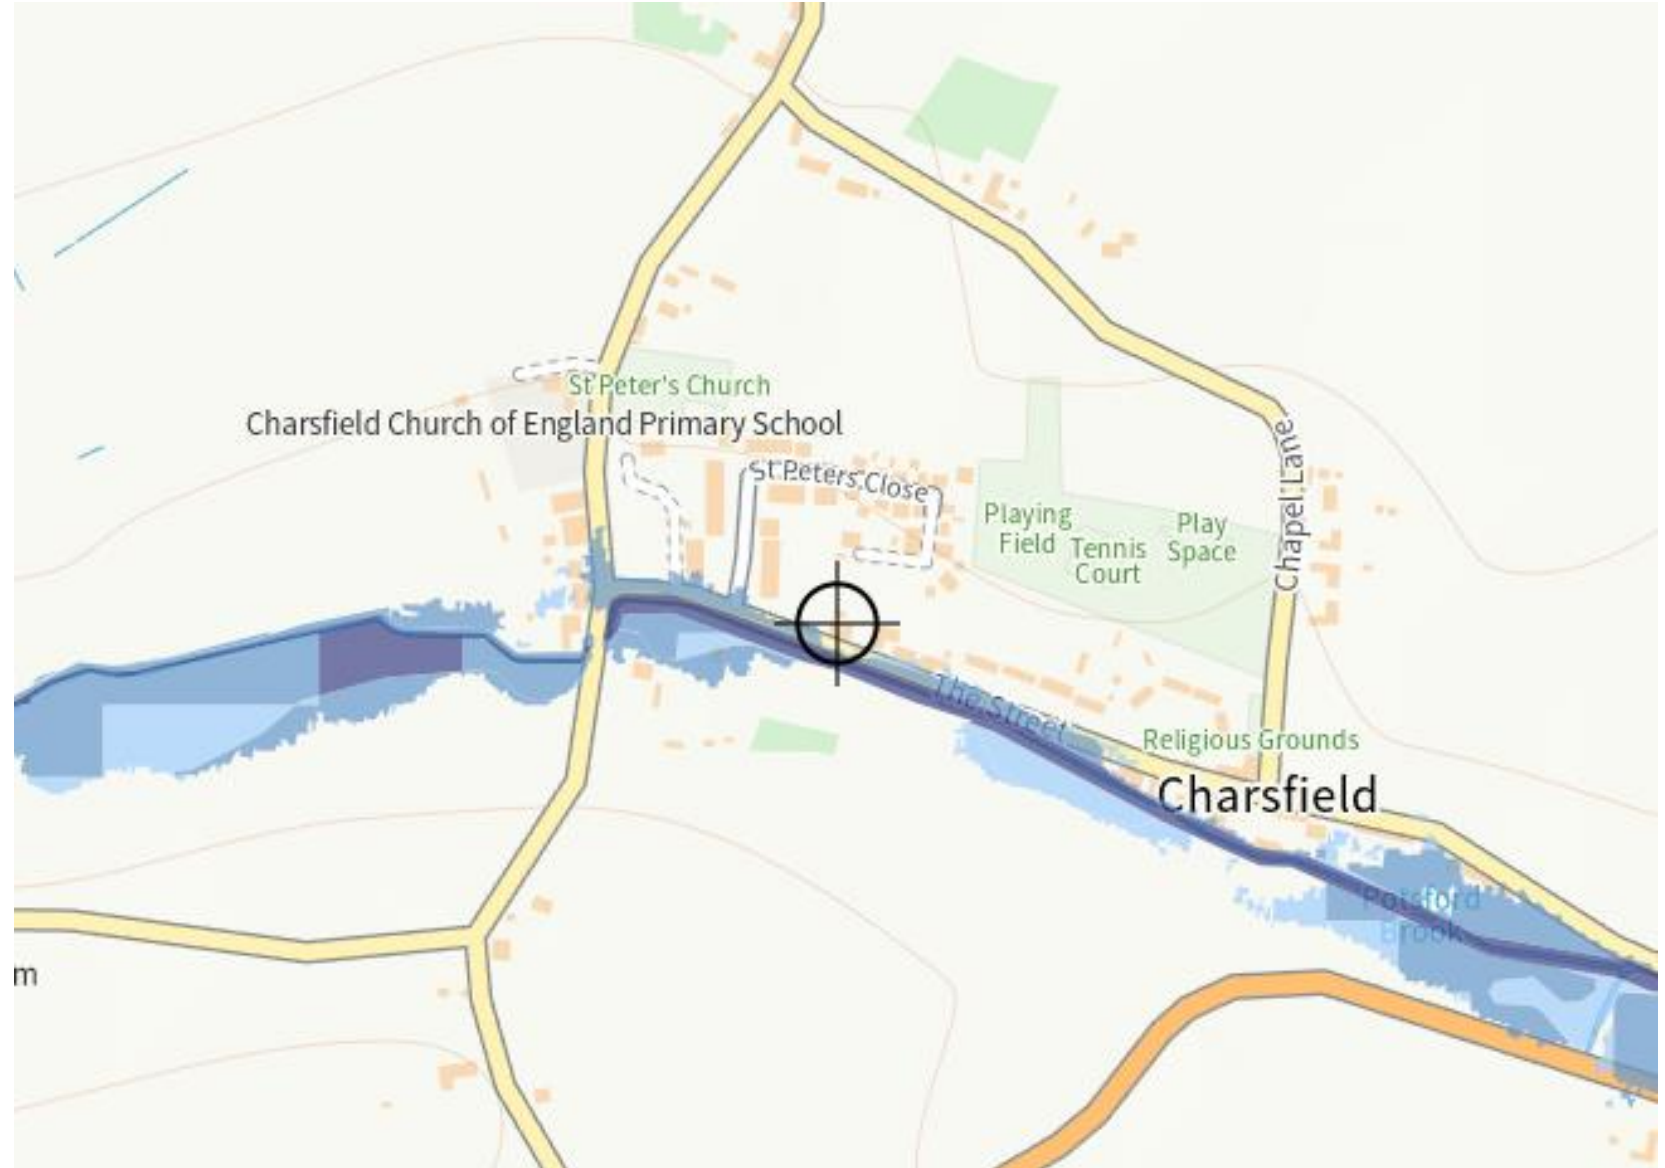 St Peter's Church
Charsfield Church of England Primary School
St Peters Close
Chapel Lane
Playing
Field
Tennis
Court
Play
Space
The Street
Religious Grounds
Charsfield
Potsford
Brook
m